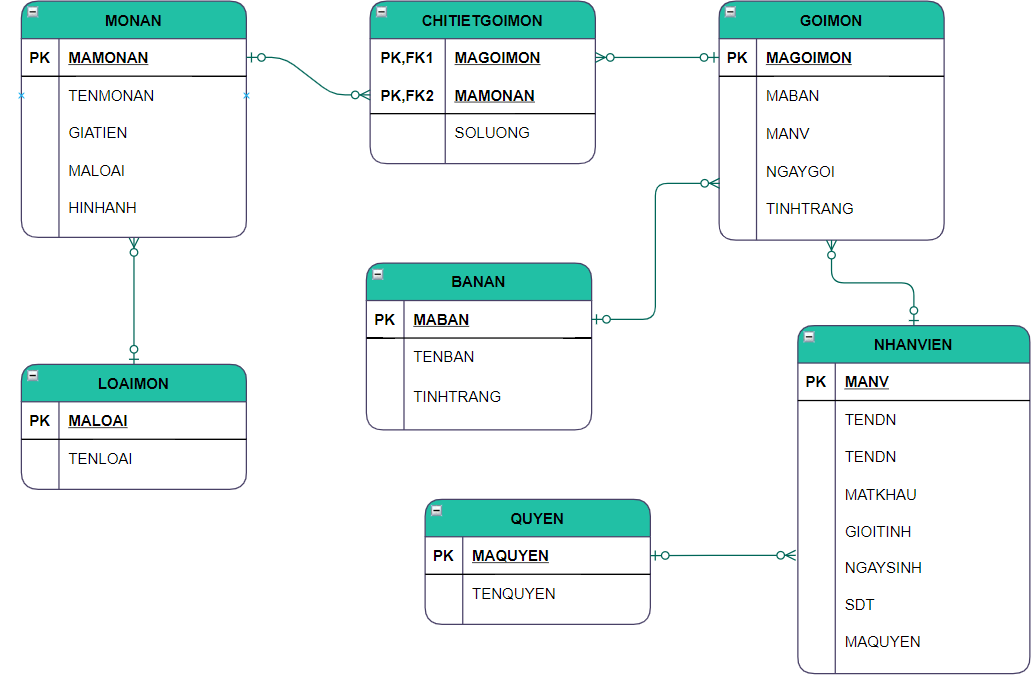 MONAN
PK MAMONAN
TENMONAN
GIATIEN
MALOAI
HINHANH
CHITIETGOIMON
PK,FK1 MAGOIMON
PK,FK2 MAMONAN
SOLUONG
GOIMON
PK MAGOIMON
MABAN
MANV
NGAYGOI
TINHTRANG
BANAN
PK MABAN
TENBAN
TINHTRANG
LOAIMON
PK MALOAI
TENLOAI
NHANVIEN
PK MANV
TENDN
TENDN
MATKHAU
GIOITINH
NGAYSINH
SDT
MAQUYEN
QUYEN
PK MAQUYEN
TENQUYEN